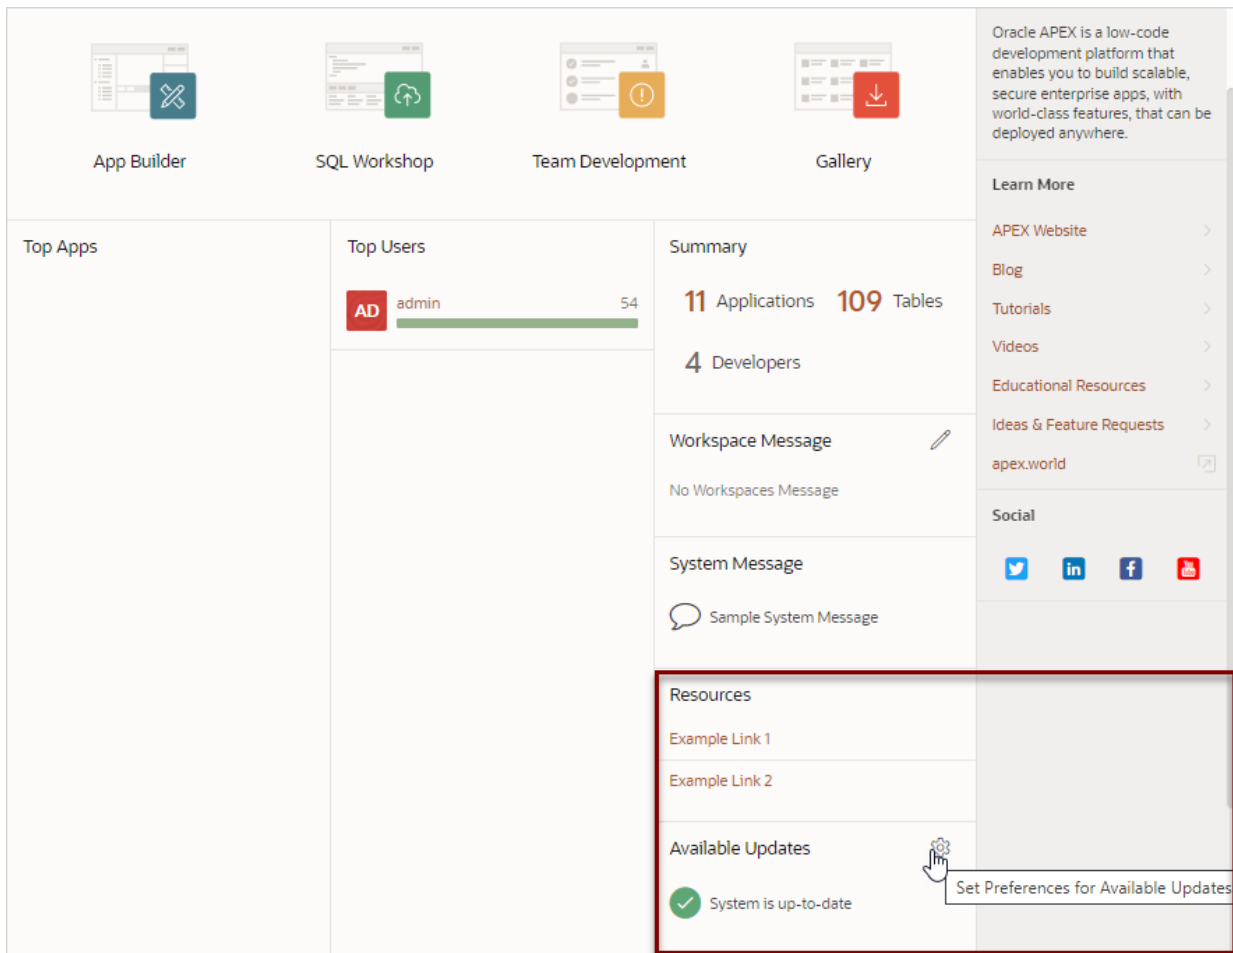 App Builder
SQL Workshop
Team Development
Gallery
Top Apps
Top Users
AD
admin
54
Summary
11 Applications
109 Tables
4 Developers
Workspace Message
No Workspaces Message
System Message
Sample System Message
Resources
Example Link 1
Example Link 2
Available Updates
Set Preferences for Available Updates
System is up-to-date
Oracle APEX is a low-code
development platform that
enables you to build scalable,
secure enterprise apps, with
world-class features, that can be
deployed anywhere.
Learn More
APEX Website
Blog
Tutorials
Videos
Educational Resources
Ideas & Feature Requests
apex.world
Social
in
f